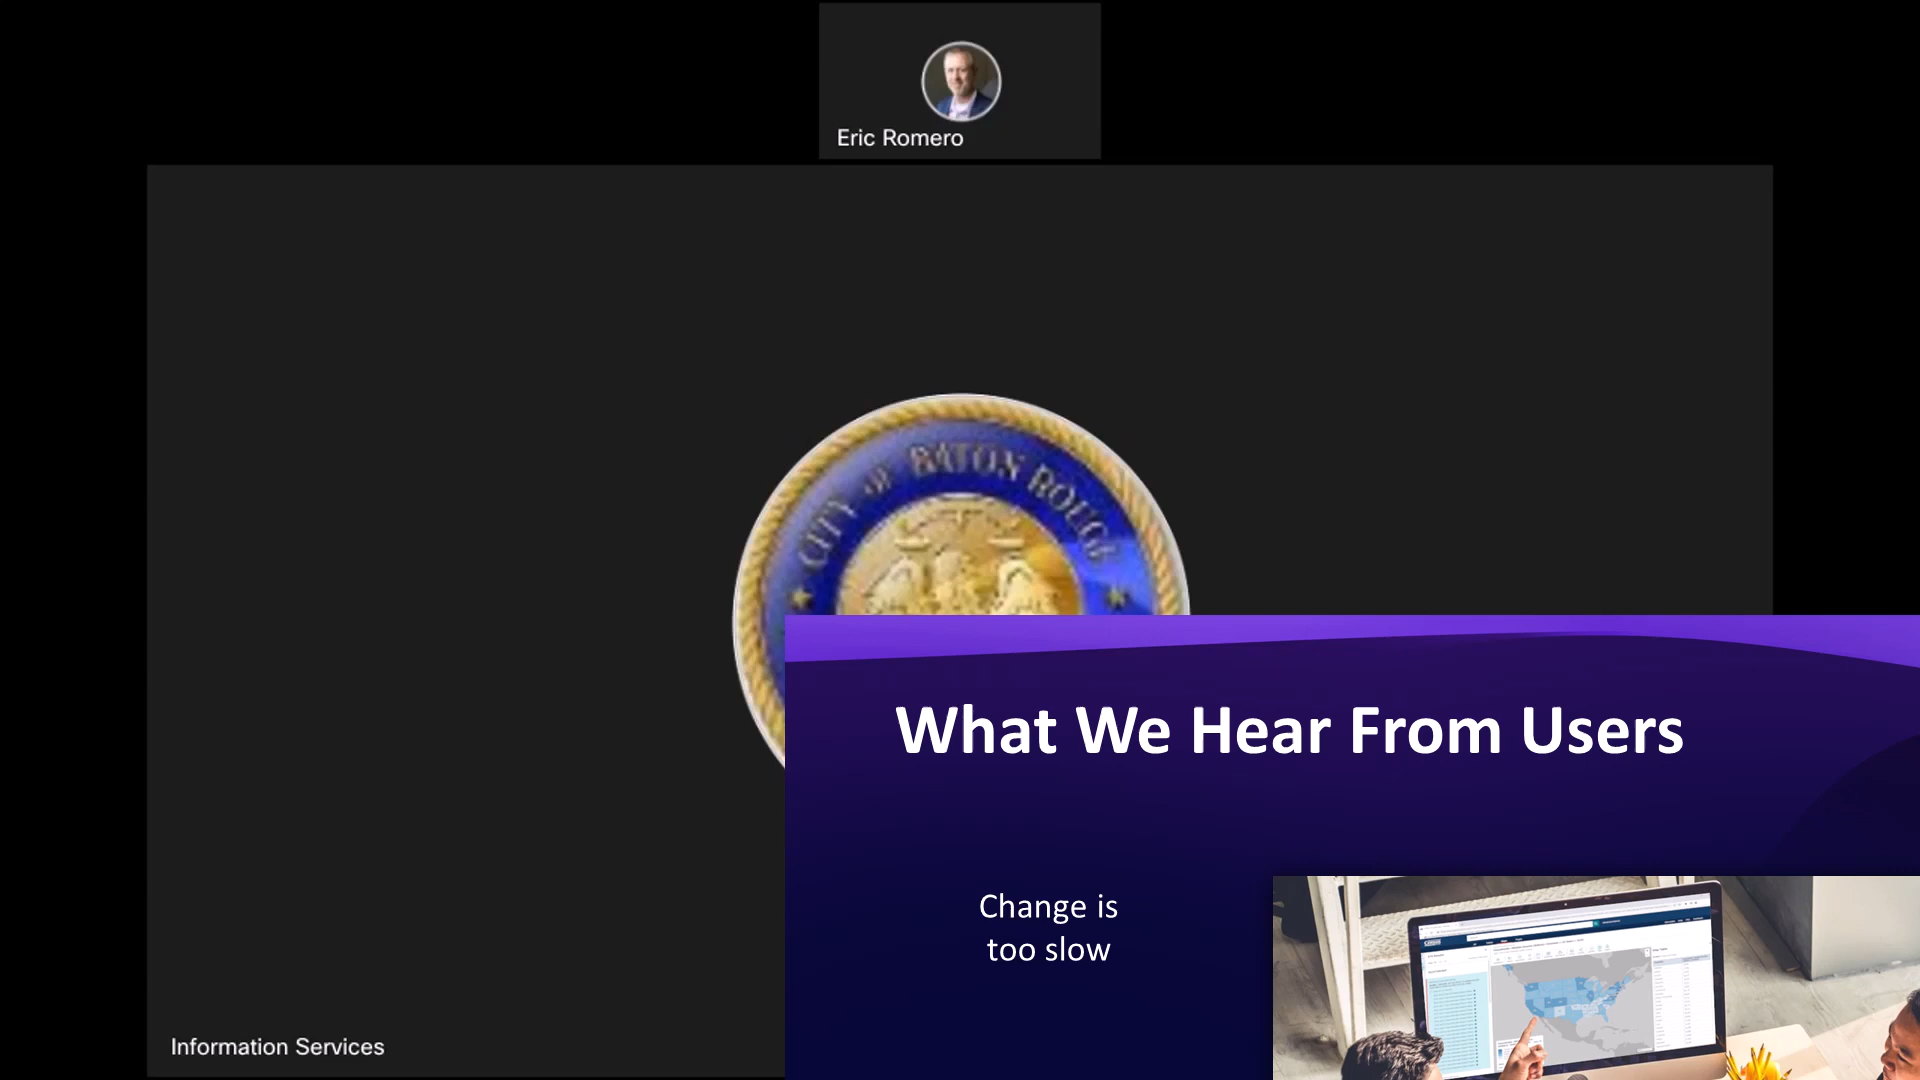 Eric Romero
CITY OF BATON ROUGE
What We Hear From Users
Change is
too slow
Information Services